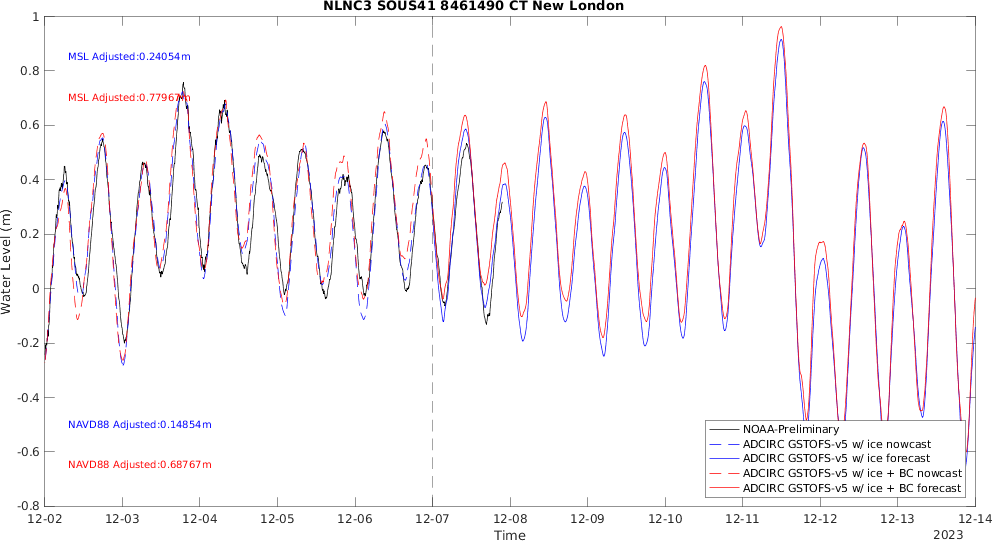 NLNC3 SOUS41 8461490 CT New London
1
0.8
0.6
0.4
0.2
0
-0.2
-0.4
-0.6
-0.8
Water Level (m)
MSL Adjusted:0.24054m
MSL Adjusted:0.77967m
NAVD88 Adjusted:0.14854m
NAVD88 Adjusted:0.68767m
NOAA-Preliminary
ADCIRC GSTOFS-v5 w/ ice nowcast
ADCIRC GSTOFS-v5 w/ ice forecast
ADCIRC GSTOFS-v5 w/ ice + BC nowcast
ADCIRC GSTOFS-v5 w/ ice + BC forecast
12-02 12-03 12-04 12-05 12-06 12-07 12-08 12-09 12-10 12-11 12-12 12-13 12-14
Time
2023